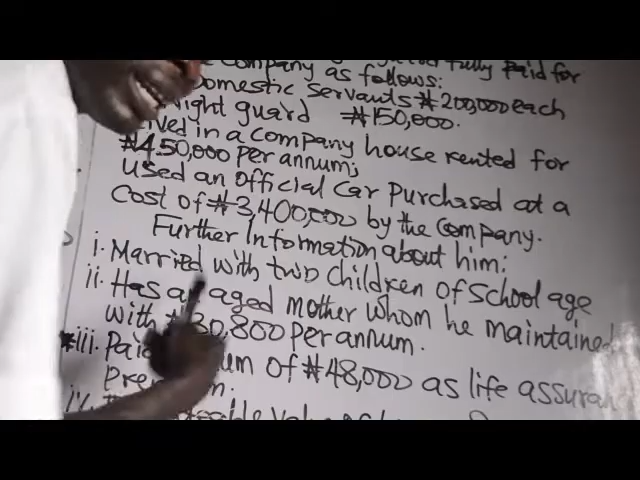 fully paid for
company as follows:
Domestic Servants ₦200,000 each
Night guard ₦150,000.
Lived in a Company house rented for
₦450,000 Per annum;
Used an official Car Purchased at a
Cost of ₦3,400,000 by the Company.
Further Information about him:
i. Married with two Children of School age
ii. Has an aged mother whom he maintained
with ₦30,800 Per annum.
iii. Paid sum of ₦48,000 as life